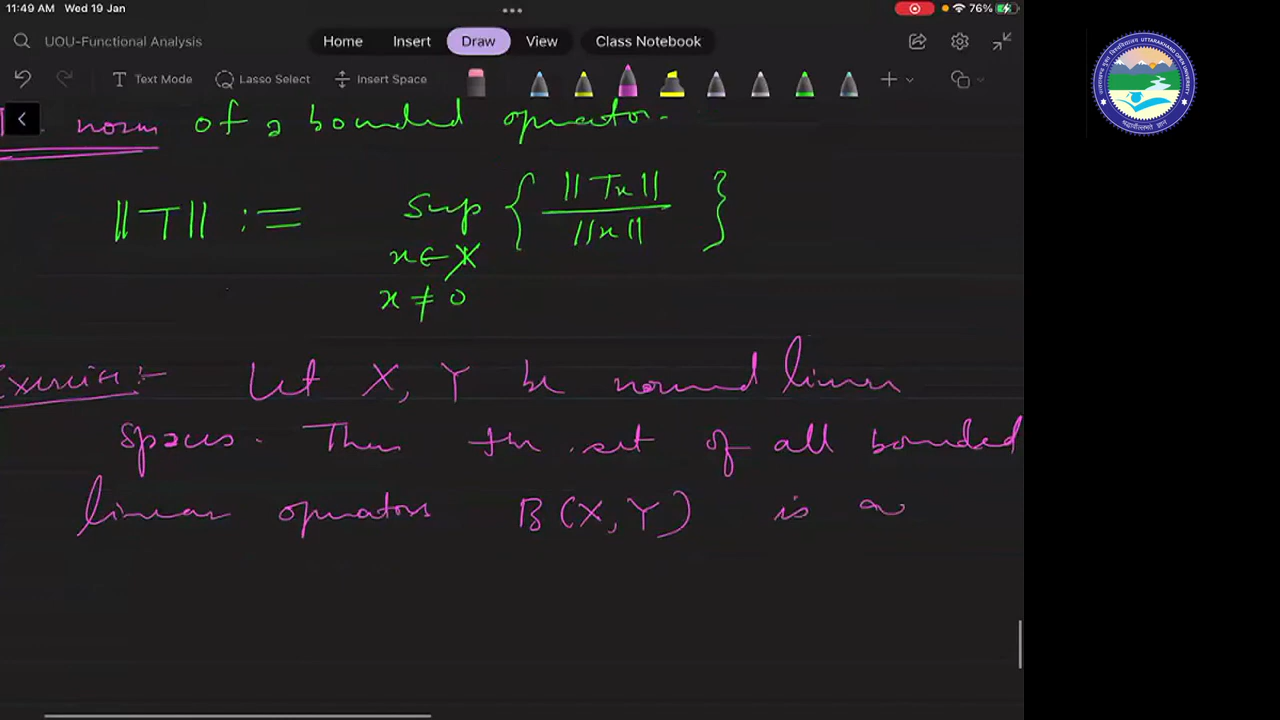 11:49 AM Wed 19 Jan
76%
UOU-Functional Analysis
Home Insert Draw View Class Notebook
Text Mode Lasso Select Insert Space
norm of a bounded operator.
||T|| := Sup { ||Tx|| / ||x|| }
x ∈ X
x ≠ 0
Exercise:- Let X, Y be normed linear
spaces. Then the set of all bounded
linear operators B(X, Y) is a